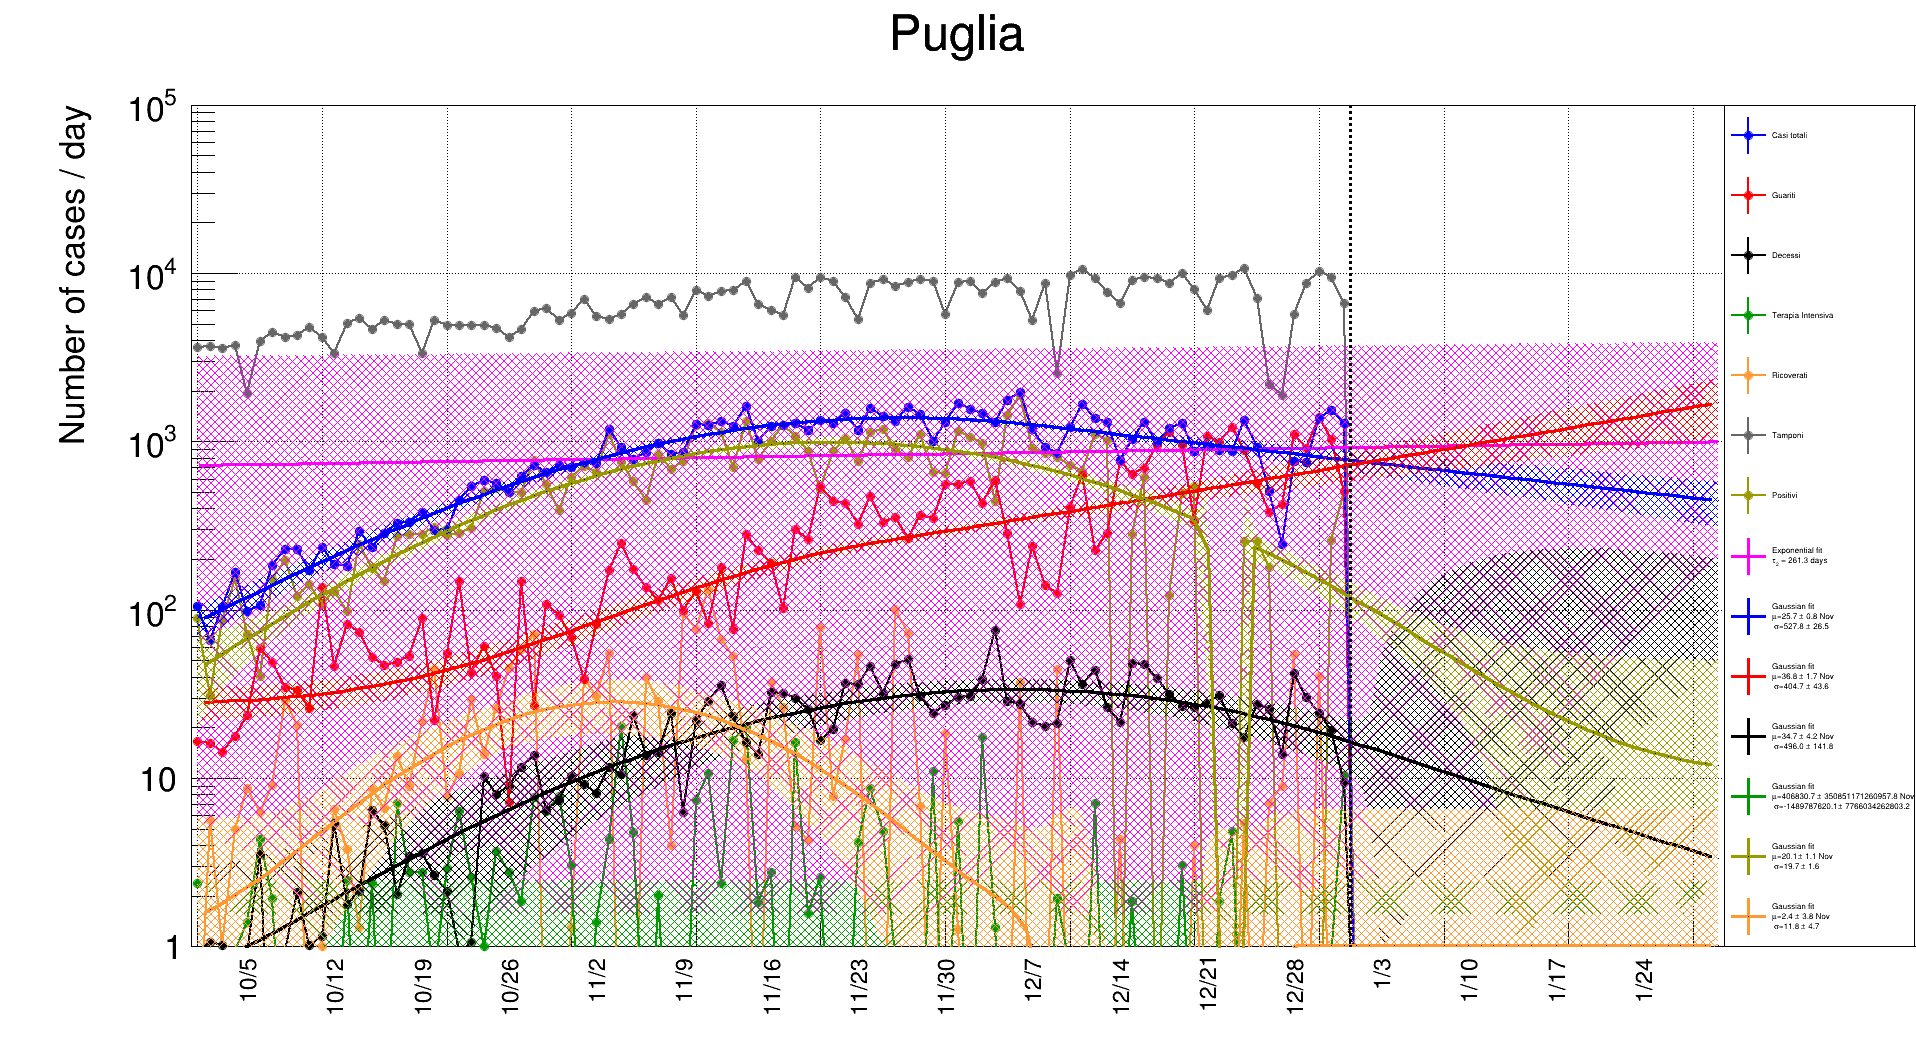 Puglia
Number of cases / day
10^5
10^4
10^3
10^2
10
1
10/5
10/12
10/19
10/26
11/2
11/9
11/16
11/23
11/30
12/7
12/14
12/21
12/28
1/3
1/10
1/17
1/24
Casi totali
Guariti
Decessi
Terapia Intensiva
Ricoverati
Tamponi
Positivi
Exponential fit
τ₂ = 261.3 days
Gaussian fit
μ=25.7 ± 0.8 Nov
σ=527.8 ± 26.5
Gaussian fit
μ=36.8 ± 1.7 Nov
σ=404.7 ± 43.6
Gaussian fit
μ=34.7 ± 4.2 Nov
σ=496.0 ± 141.8
Gaussian fit
μ=406830.7 ± 350851171260957.8 Nov
σ=-1489787620.1 ± 7766034262803.2
Gaussian fit
μ=20.1 ± 1.1 Nov
σ=19.7 ± 1.6
Gaussian fit
μ=2.4 ± 3.8 Nov
σ=11.8 ± 4.7